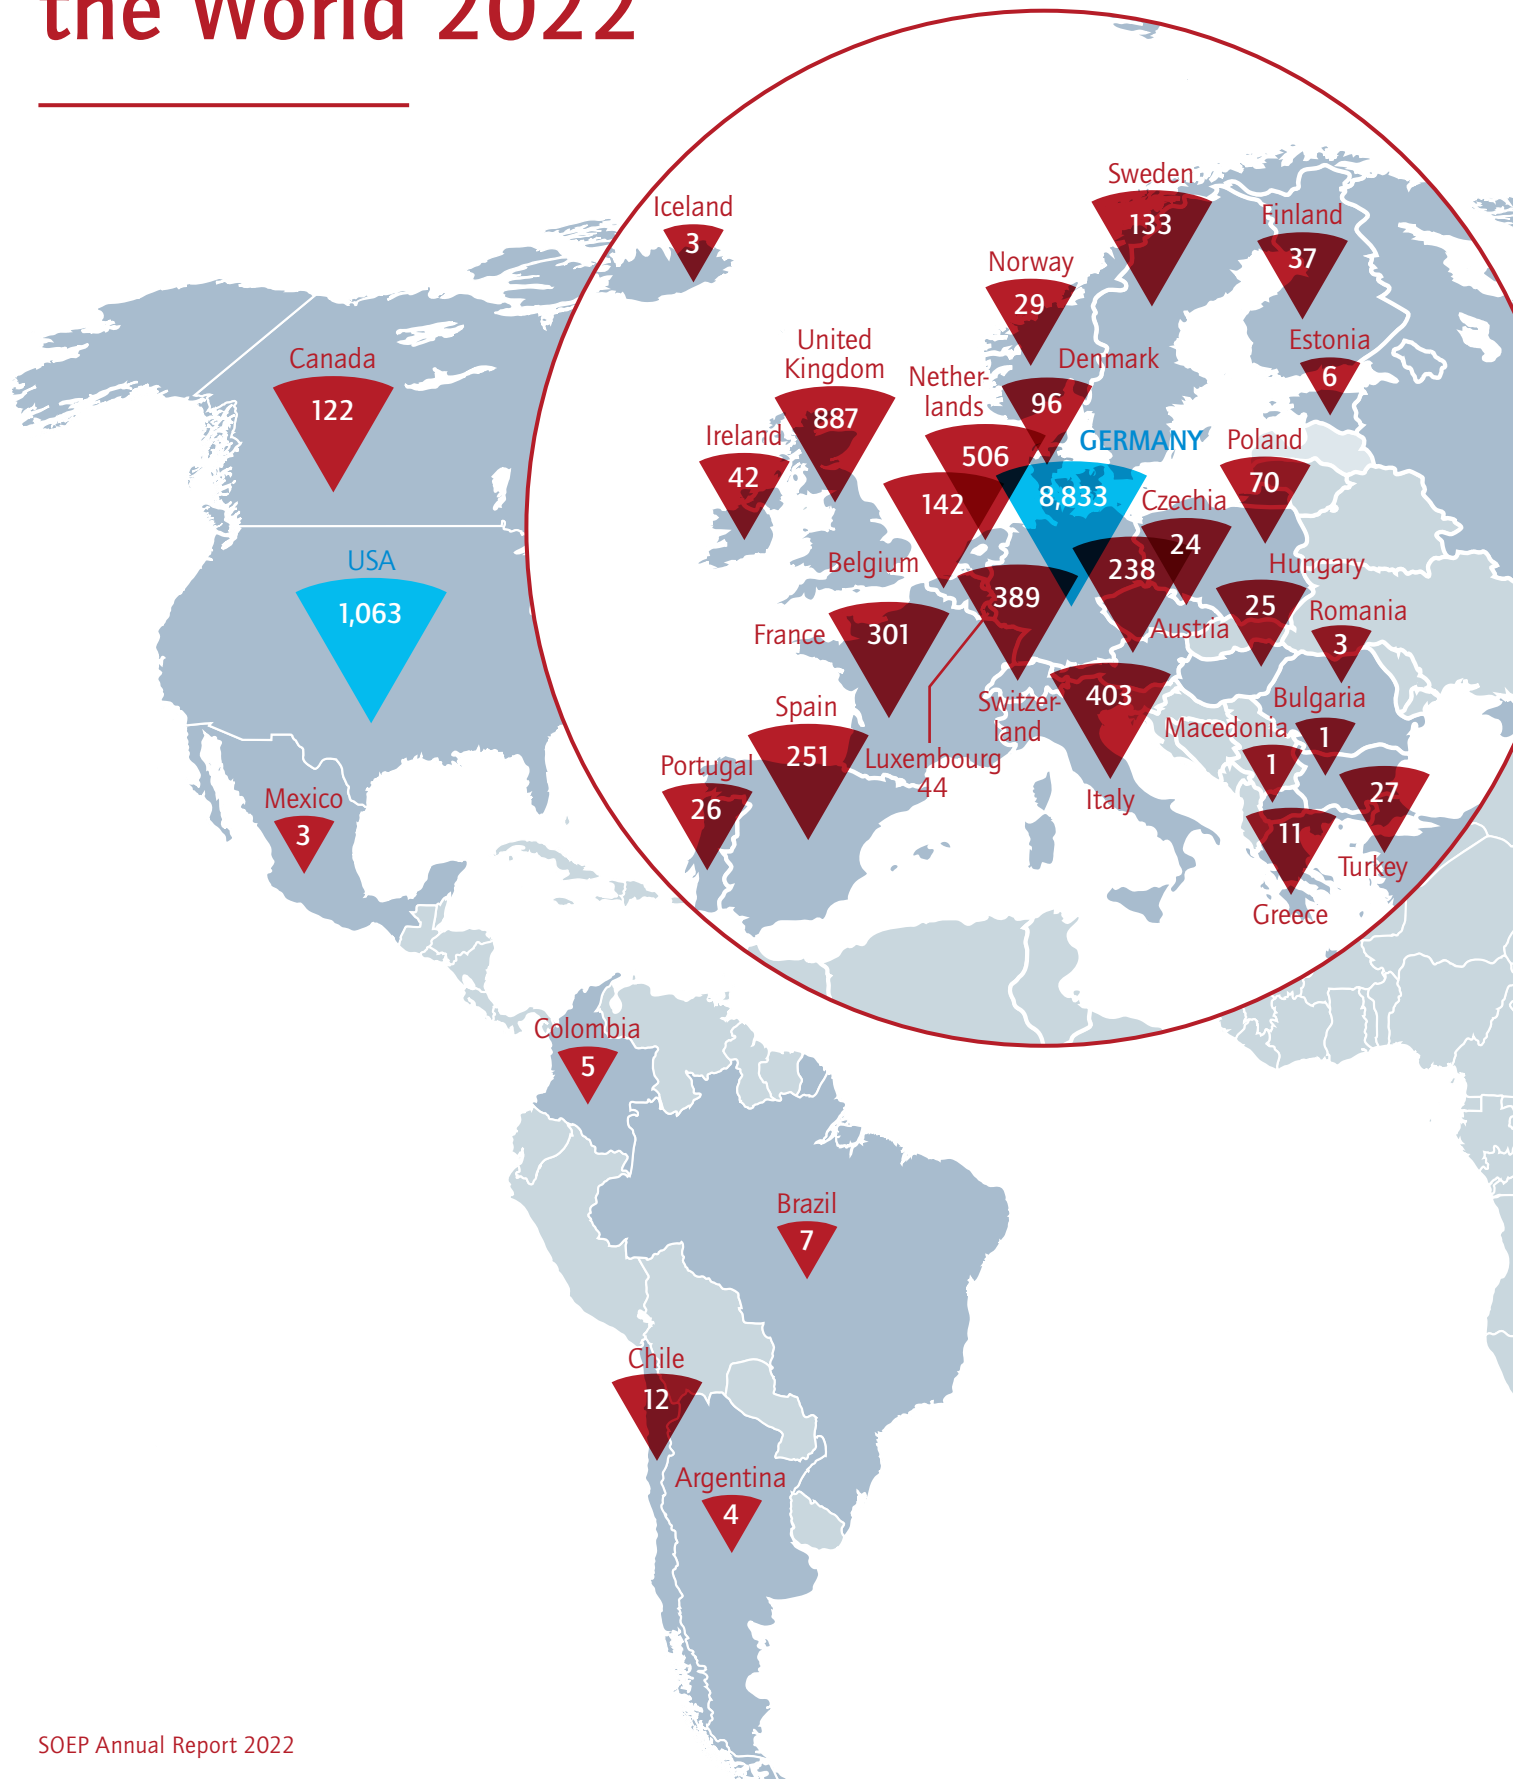 the World 2022
Iceland
3
Sweden
133
Finland
37
Norway
29
Canada
122
United
Kingdom
887
Nether-
lands
506
Denmark
96
Estonia
6
Ireland
42
GERMANY
8,833
Poland
70
142
Belgium
Czechia
24
USA
1,063
238
Austria
Hungary
25
Romania
3
389
France
301
Switzer-
land
403
Italy
Spain
251
Luxembourg
44
Bulgaria
1
Macedonia
1
Portugal
26
27
Turkey
Mexico
3
11
Greece
Colombia
5
Brazil
7
Chile
12
Argentina
4
SOEP Annual Report 2022